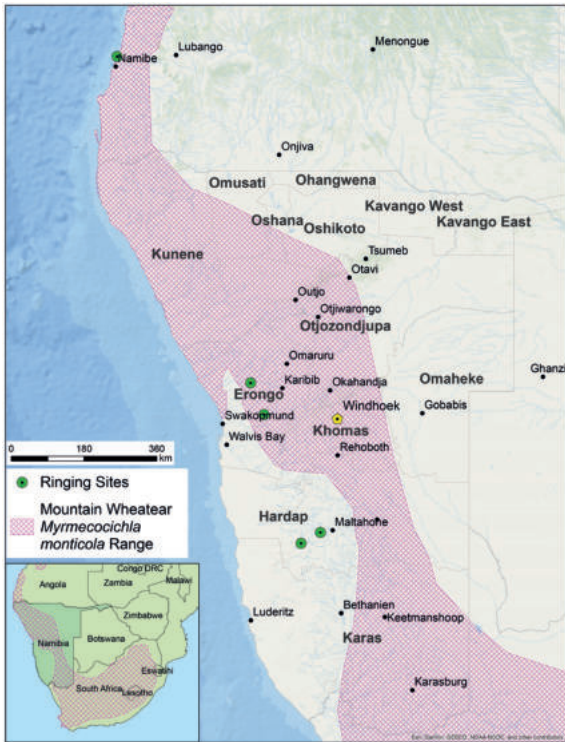 Menongue
Lubango
Namibe
Onjiva
Omusati
Ohangwena
Kavango West
Kavango East
Oshana
Oshikoto
Kunene
Tsumeb
Otavi
Outjo
Otjiwarongo
Otjozondjupa
Omaruru
Ghanzi
Karibib
Okahandja
Omaheke
Erongo
Windhoek
Gobabis
Swakopmund
Khomas
Walvis Bay
Rehoboth
0 180 360
km
Ringing Sites
Mountain Wheatear
Myrmecocichla
monticola Range
Hardap
Maltahohe
Luderitz
Bethanien
Keetmanshoop
Karas
Karasburg
Congo DRC
Malawi
Angola
Zambia
Zimbabwe
Namibia
Botswana
Eswatini
South Africa
Lesotho